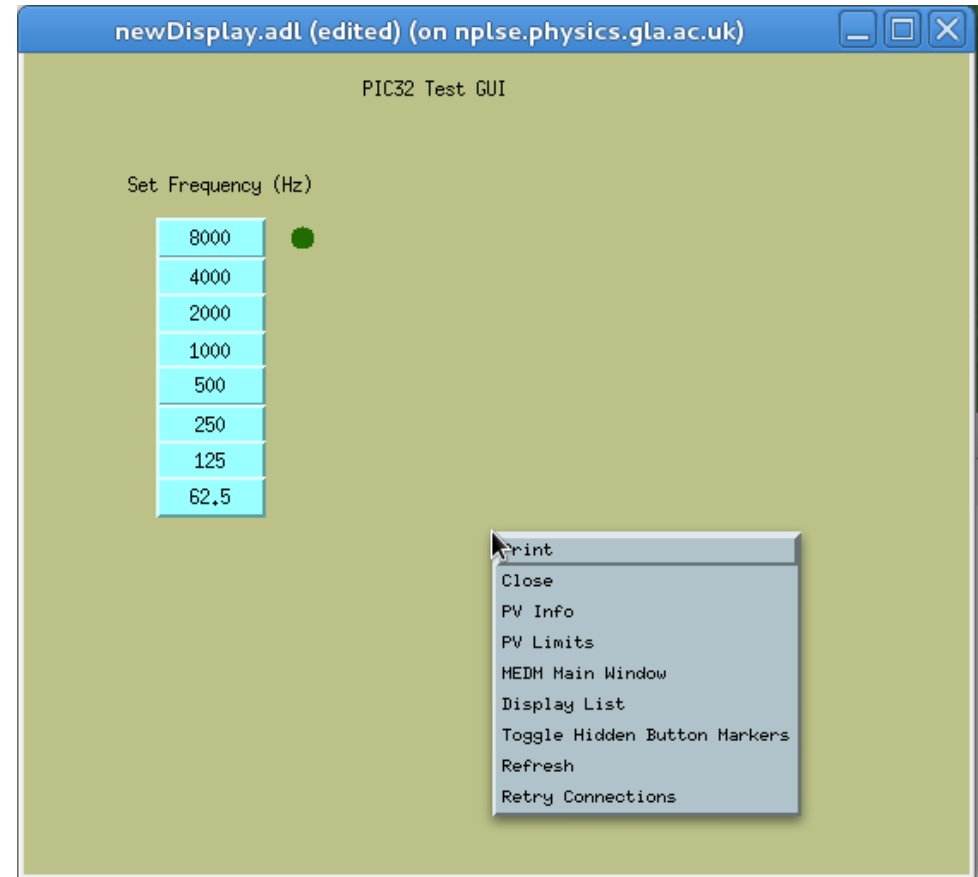 newDisplay.adl (edited) (on nplse.physics.gla.ac.uk)
PIC32 Test GUI
Set Frequency (Hz)
8000
4000
2000
1000
500
250
125
62.5
Print
Close
PV Info
PV Limits
MEDM Main Window
Display List
Toggle Hidden Button Markers
Refresh
Retry Connections